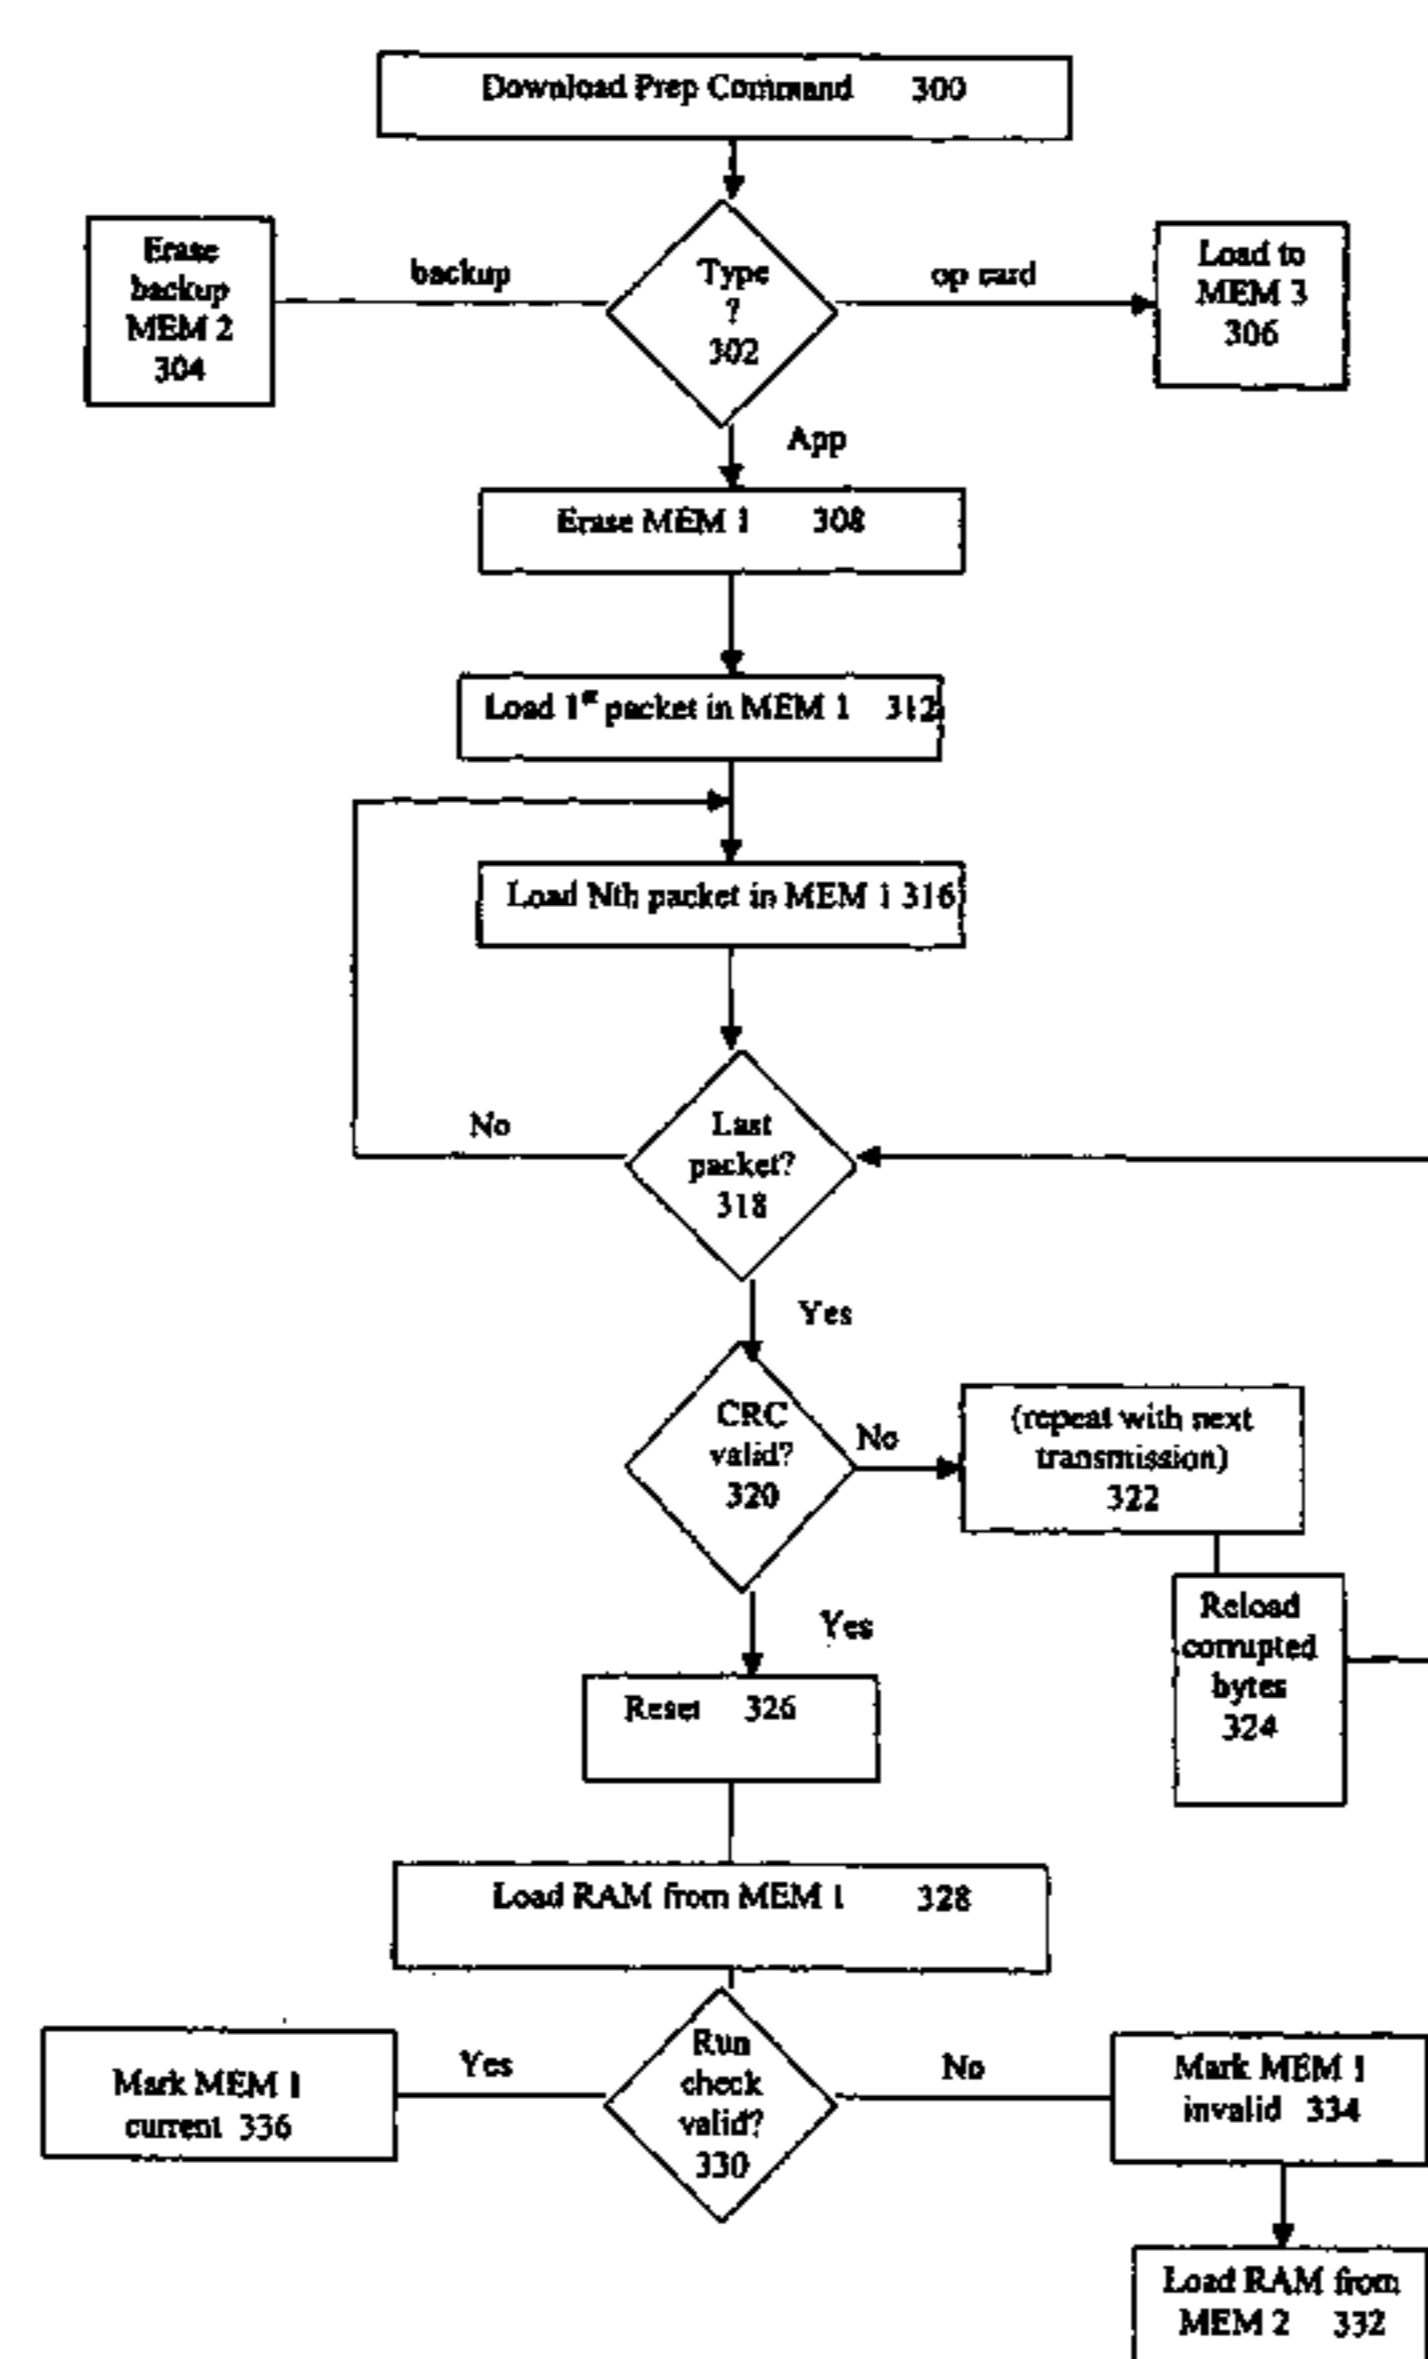 Download Prep Command 300
Erase
backup
MEM 2
304
backup
Type
?
302
op card
Load to
MEM 3
306
App
Erase MEM 1 308
Load 1st packet in MEM 1 312
Load Nth packet in MEM 1 316
No
Last
packet?
318
Yes
CRC
valid?
320
No
(repeat with next
transmission)
322
Yes
Reload
corrupted
bytes
324
Reset 326
Load RAM from MEM 1 328
Mark MEM 1
current 336
Yes
Run
check
valid?
330
No
Mark MEM 1
invalid 334
Load RAM from
MEM 2 332